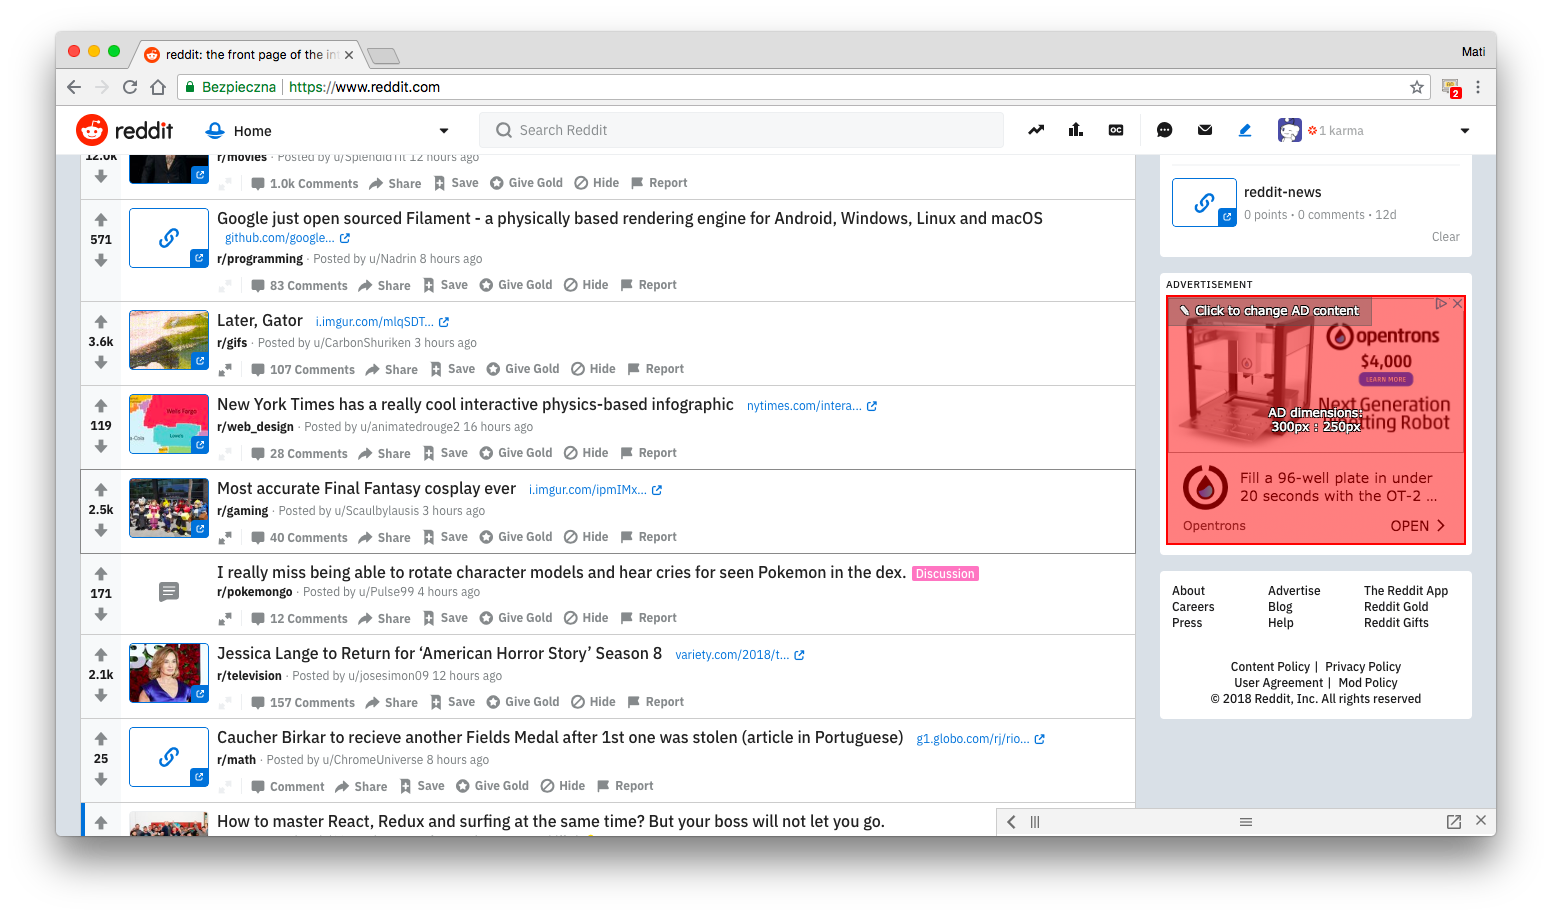 reddit: the front page of the int
Mati
Bezpieczna
https://www.reddit.com
2
reddit
Home
Search Reddit
OC
1 karma
12.0k
r/movies · Posted by u/SplendidTit 12 hours ago
1.0k Comments Share Save Give Gold Hide Report
571
Google just open sourced Filament - a physically based rendering engine for Android, Windows, Linux and macOS
github.com/google...
r/programming · Posted by u/Nadrin 8 hours ago
83 Comments Share Save Give Gold Hide Report
3.6k
Later, Gator i.imgur.com/mlqSDT...
r/gifs · Posted by u/CarbonShuriken 3 hours ago
107 Comments Share Save Give Gold Hide Report
119
Wells Fargo
Lowe's
New York Times has a really cool interactive physics-based infographic nytimes.com/intera...
r/web_design · Posted by u/animatedrouge2 16 hours ago
28 Comments Share Save Give Gold Hide Report
2.5k
Most accurate Final Fantasy cosplay ever i.imgur.com/ipmIMx...
r/gaming · Posted by u/Scaulbylausis 3 hours ago
40 Comments Share Save Give Gold Hide Report
171
I really miss being able to rotate character models and hear cries for seen Pokemon in the dex. Discussion
r/pokemongo · Posted by u/Pulse99 4 hours ago
12 Comments Share Save Give Gold Hide Report
2.1k
Jessica Lange to Return for ‘American Horror Story’ Season 8 variety.com/2018/t...
r/television · Posted by u/josesimon09 12 hours ago
157 Comments Share Save Give Gold Hide Report
25
Caucher Birkar to recieve another Fields Medal after 1st one was stolen (article in Portuguese) g1.globo.com/rj/rio...
r/math · Posted by u/ChromeUniverse 8 hours ago
Comment Share Save Give Gold Hide Report
How to master React, Redux and surfing at the same time? But your boss will not let you go.
reddit-news
0 points · 0 comments · 12d
Clear
ADVERTISEMENT
Click to change AD content
opentrons
$4,000
LEARN MORE
Next Generation
AD dimensions:
300px : 250px
Robot
Fill a 96-well plate in under
20 seconds with the OT-2 ...
Opentrons OPEN
About Advertise The Reddit App
Careers Blog Reddit Gold
Press Help Reddit Gifts
Content Policy | Privacy Policy
User Agreement | Mod Policy
© 2018 Reddit, Inc. All rights reserved